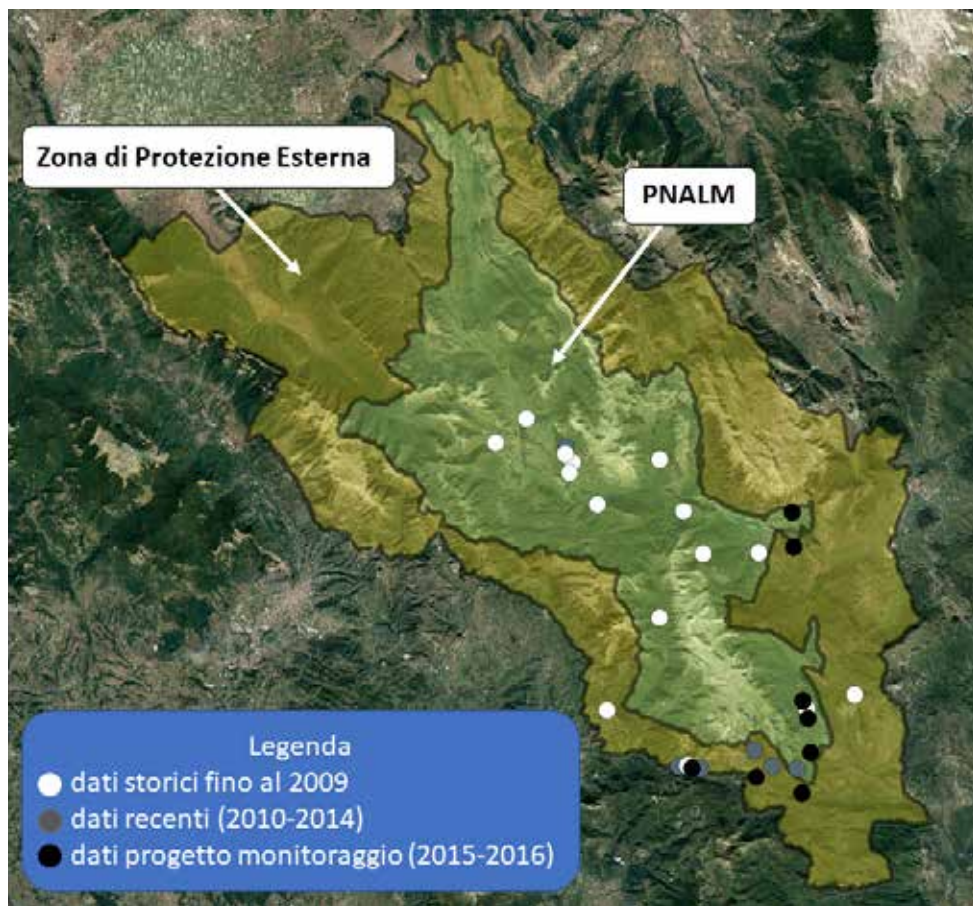 Zona di Protezione Esterna
PNALM
Legenda
dati storici fino al 2009
dati recenti (2010-2014)
dati progetto monitoraggio (2015-2016)